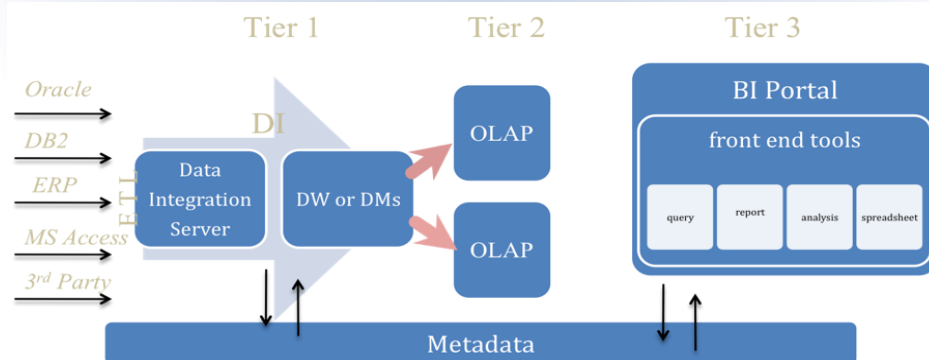 Tier 1
Tier 2
Tier 3
Oracle
DB2
ERP
MS Access
3rd Party
ETL
DI
Data
Integration
Server
DW or DMs
OLAP
OLAP
BI Portal
front end tools
query
report
analysis
spreadsheet
Metadata